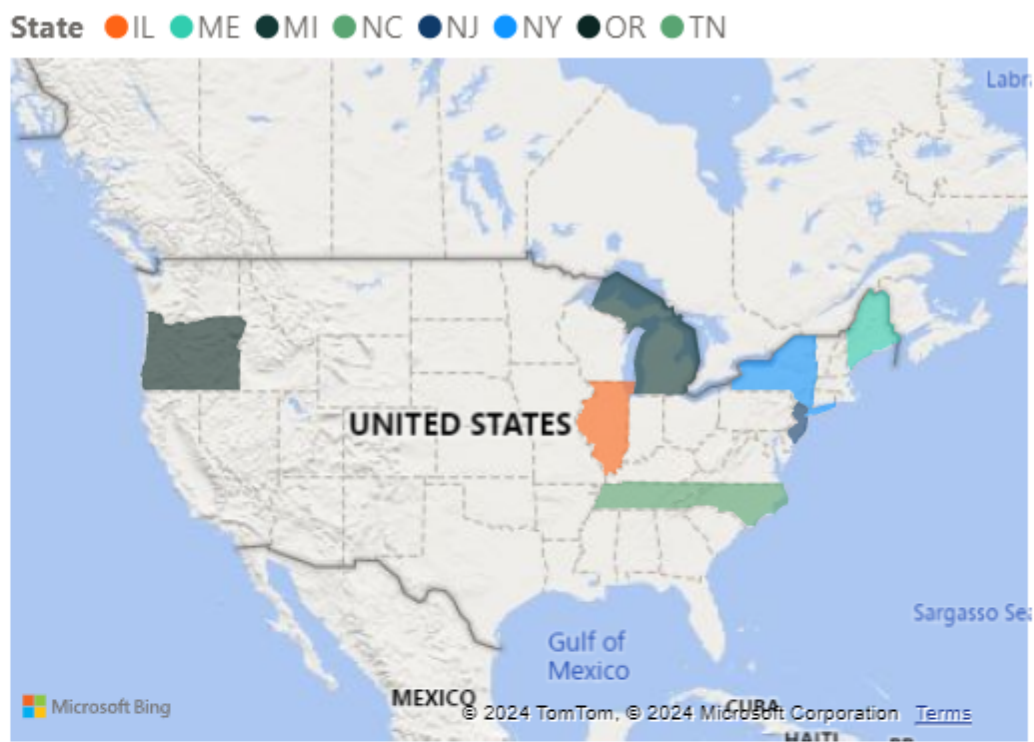 State IL ME MI NC NJ NY OR TN
Labr
UNITED STATES
Sargasso Sea
Gulf of
Mexico
Microsoft Bing
MEXICO
CUBA
© 2024 TomTom, © 2024 Microsoft Corporation Terms
HAITI